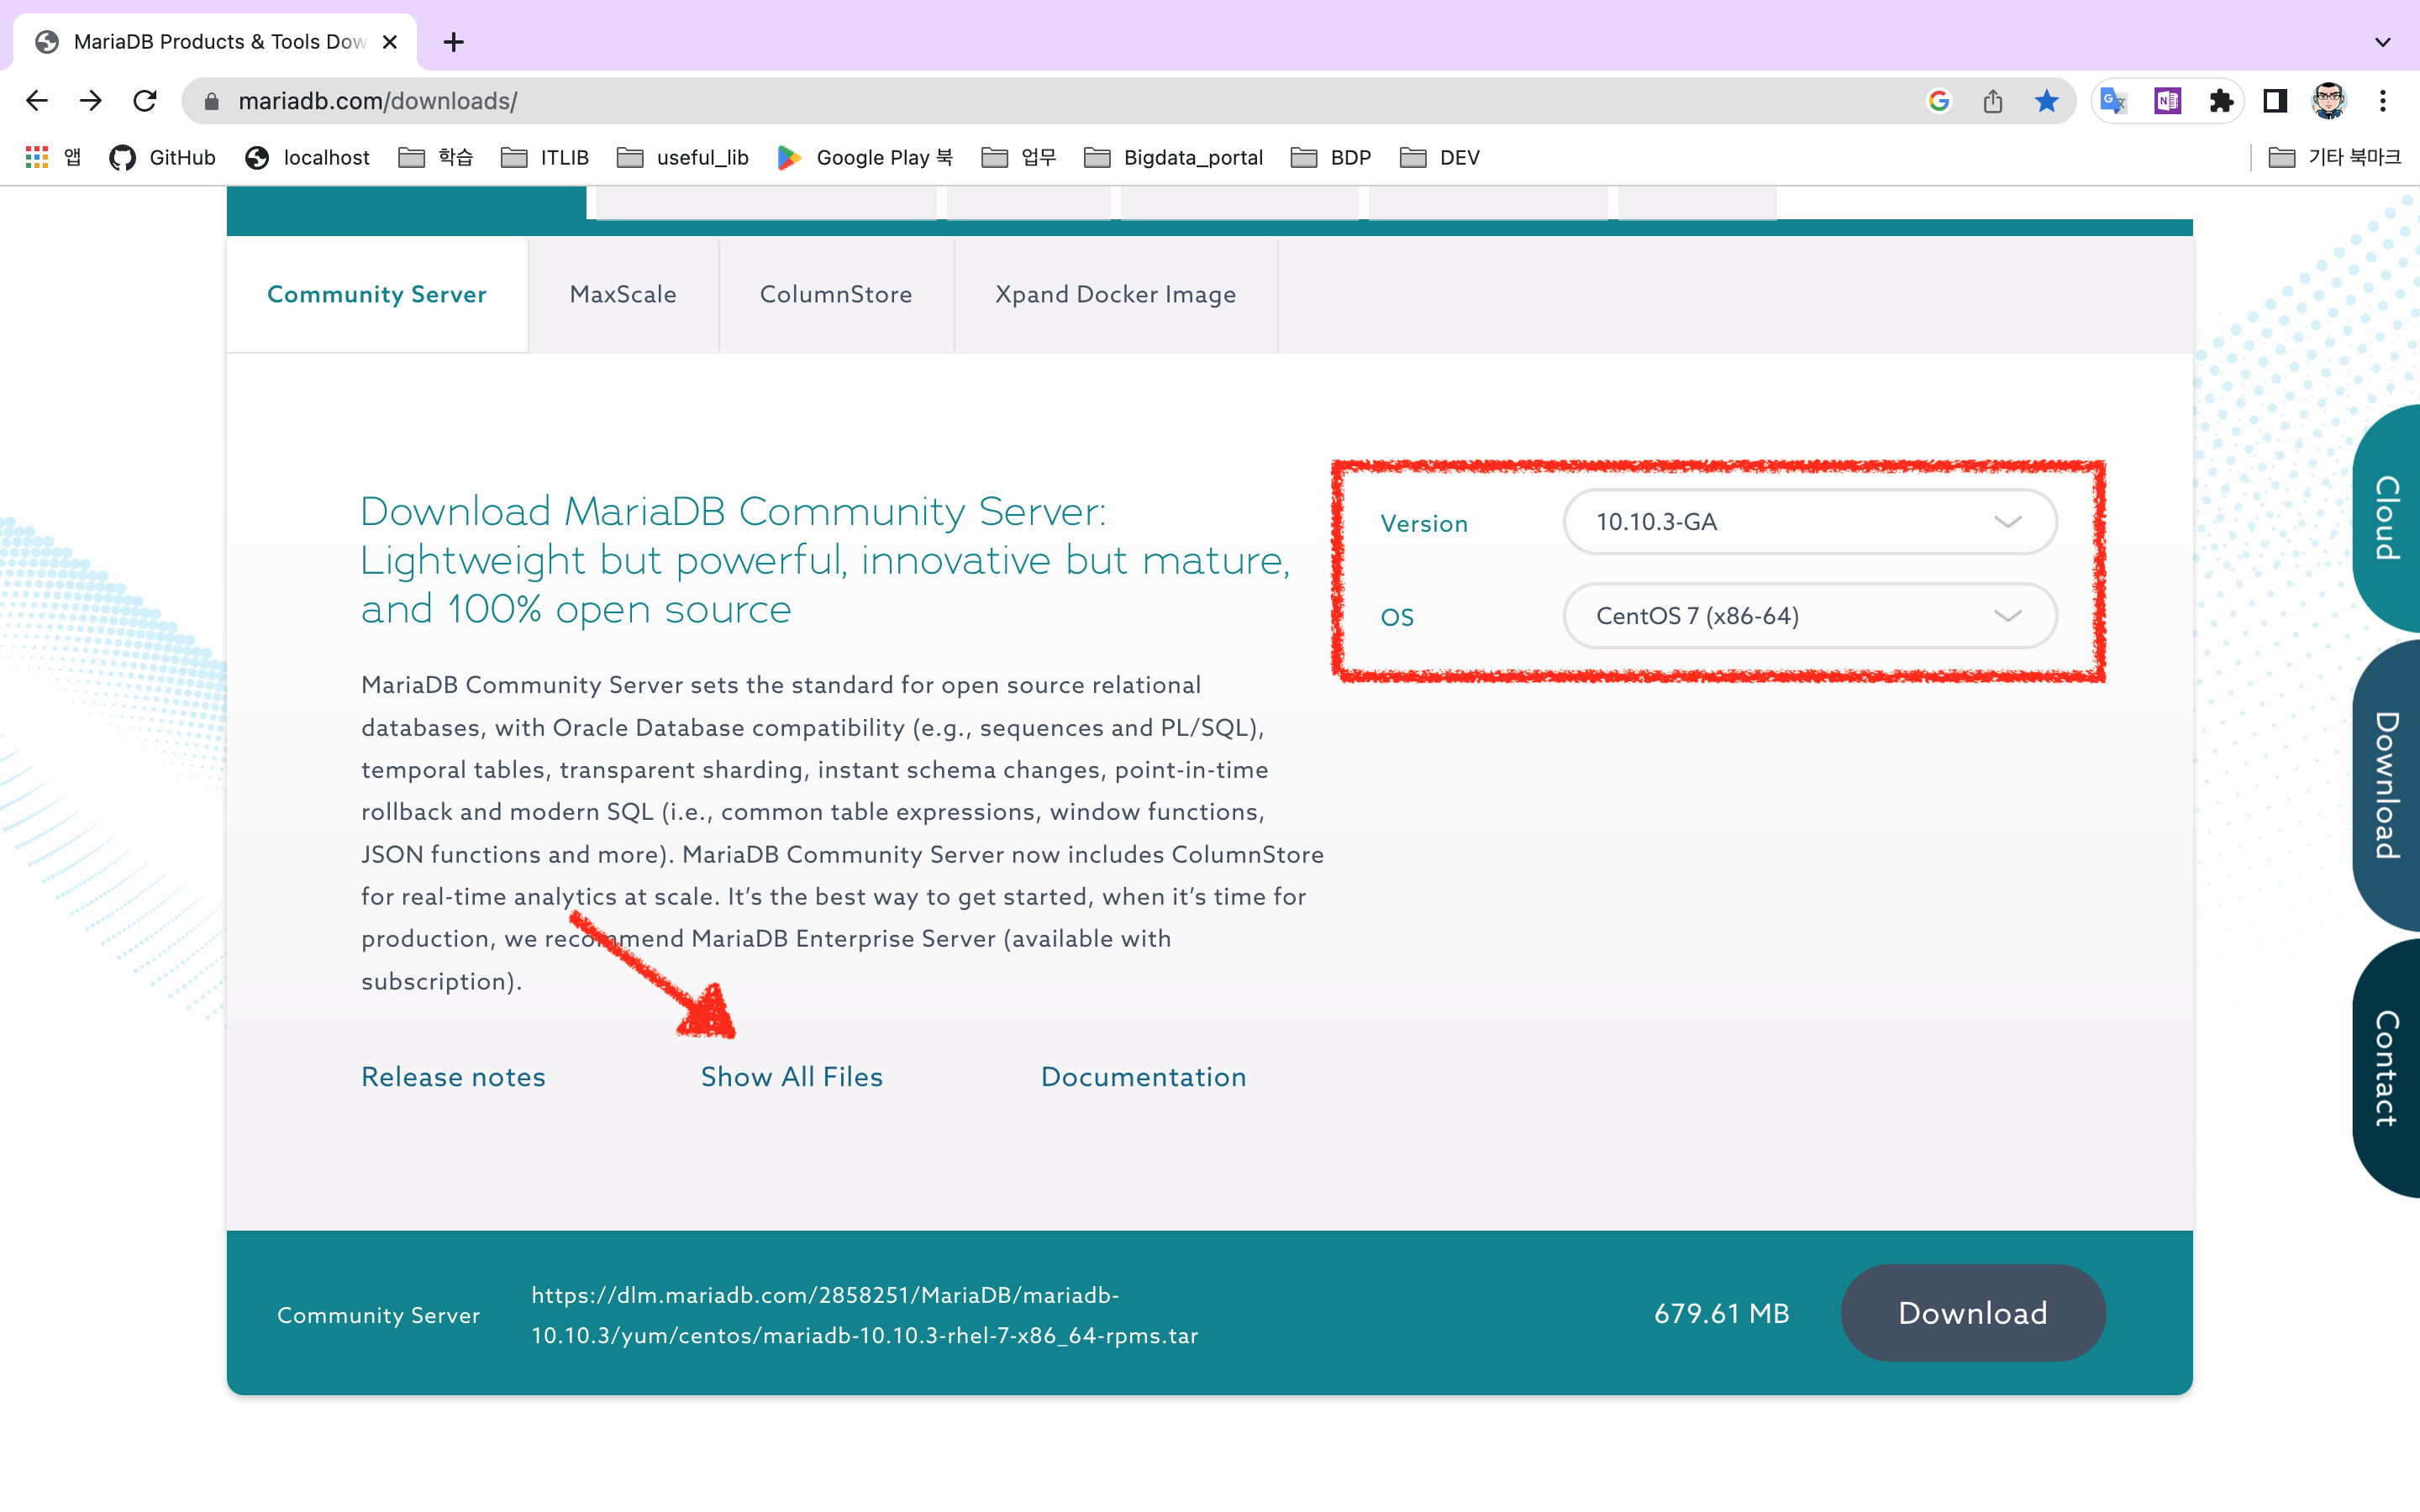 MariaDB Products & Tools Dow
mariadb.com/downloads/
앱 GitHub localhost 학습 ITLIB useful_lib Google Play 북 업무 Bigdata_portal BDP DEV 기타 북마크
Community Server MaxScale ColumnStore Xpand Docker Image
Download MariaDB Community Server:
Lightweight but powerful, innovative but mature,
and 100% open source
Version 10.10.3-GA
OS CentOS 7 (x86-64)
MariaDB Community Server sets the standard for open source relational
databases, with Oracle Database compatibility (e.g., sequences and PL/SQL),
temporal tables, transparent sharding, instant schema changes, point-in-time
rollback and modern SQL (i.e., common table expressions, window functions,
JSON functions and more). MariaDB Community Server now includes ColumnStore
for real-time analytics at scale. It's the best way to get started, when it's time for
production, we recommend MariaDB Enterprise Server (available with
subscription).
Release notes Show All Files Documentation
Community Server
https://dlm.mariadb.com/2858251/MariaDB/mariadb-
10.10.3/yum/centos/mariadb-10.10.3-rhel-7-x86_64-rpms.tar
679.61 MB Download
Cloud
Download
Contact